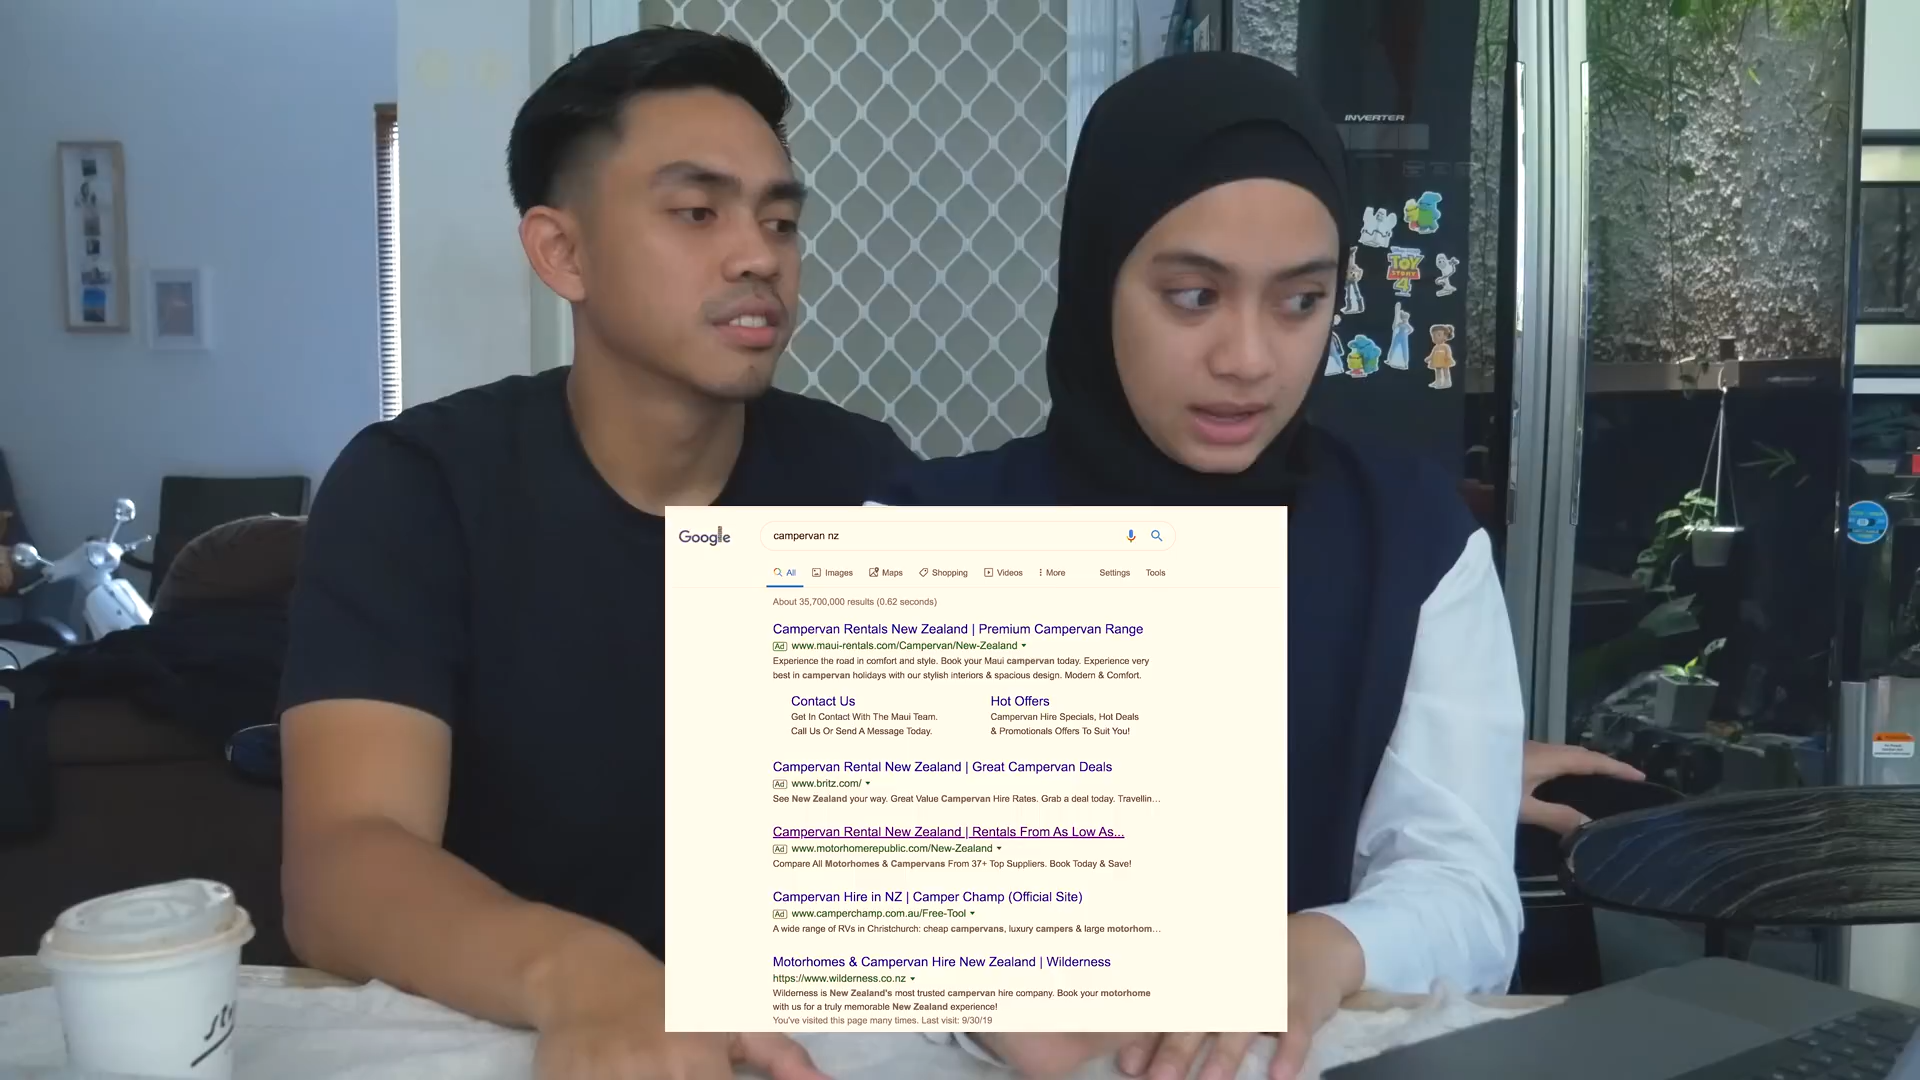 INVERTER
TOY
STORY
4
Google
campervan nz
All Images Maps Shopping Videos More Settings Tools
About 35,700,000 results (0.62 seconds)
Campervan Rentals New Zealand | Premium Campervan Range
Ad www.maui-rentals.com/Campervan/New-Zealand
Experience the road in comfort and style. Book your Maui campervan today. Experience very
best in campervan holidays with our stylish interiors & spacious design. Modern & Comfort.
Contact Us
Get In Contact With The Maui Team.
Call Us Or Send A Message Today.
Hot Offers
Campervan Hire Specials, Hot Deals
& Promotionals Offers To Suit You!
Campervan Rental New Zealand | Great Campervan Deals
Ad www.britz.com/
See New Zealand your way. Great Value Campervan Hire Rates. Grab a deal today. Travellin...
Campervan Rental New Zealand | Rentals From As Low As...
Ad www.motorhomerepublic.com/New-Zealand
Compare All Motorhomes & Campervans From 37+ Top Suppliers. Book Today & Save!
Campervan Hire in NZ | Camper Champ (Official Site)
Ad www.camperchamp.com.au/Free-Tool
A wide range of RVs in Christchurch: cheap campervans, luxury campers & large motorhom...
Motorhomes & Campervan Hire New Zealand | Wilderness
https://www.wilderness.co.nz
Wilderness is New Zealand's most trusted campervan hire company. Book your motorhome
with us for a truly memorable New Zealand experience!
You've visited this page many times. Last visit: 9/30/19